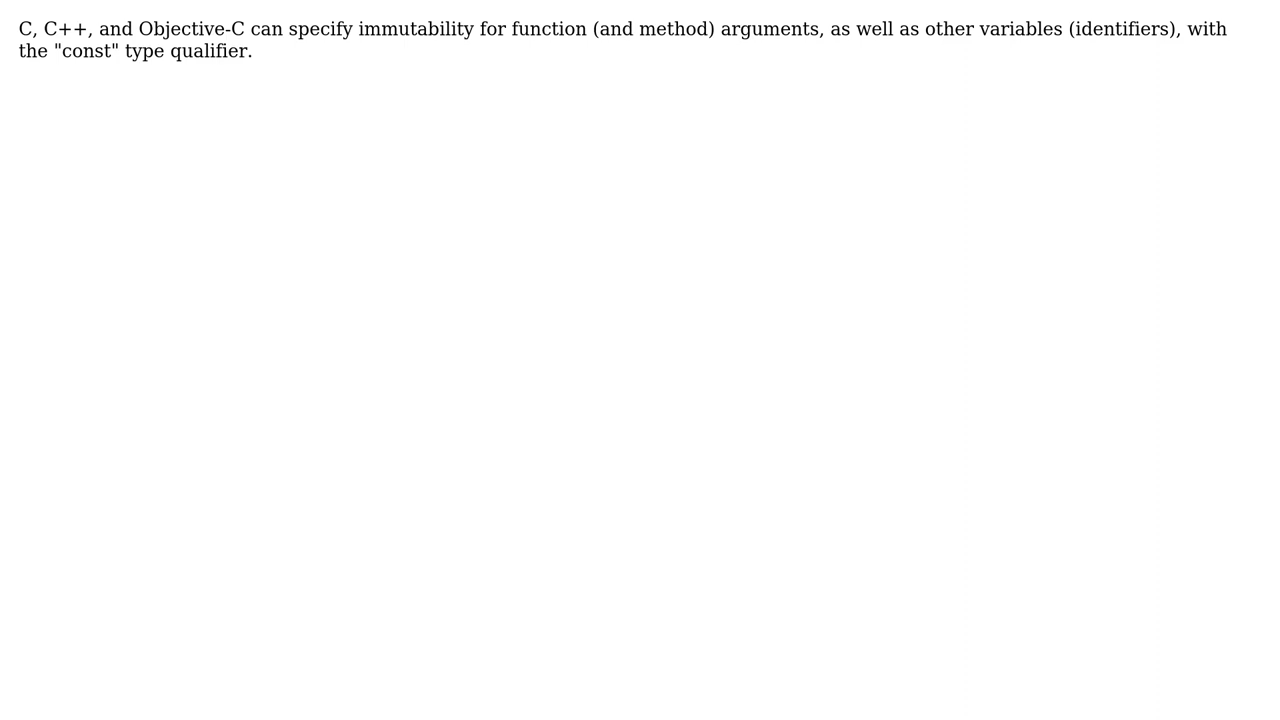 C, C++, and Objective-C can specify immutability for function (and method) arguments, as well as other variables (identifiers), with
the "const" type qualifier.